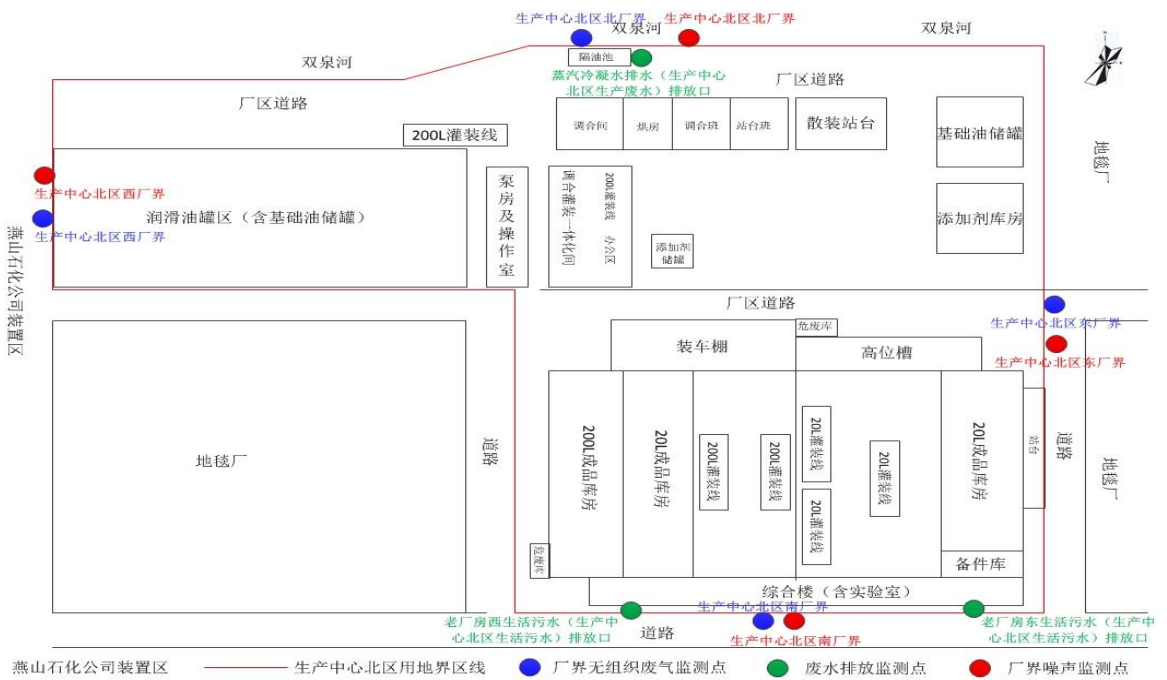 生产中心北区北厂界
生产中心北区北厂界
双泉河
双泉河
双泉河
隔油池
蒸汽冷凝水排水（生产中心
北区生产废水）排放口
厂区道路
厂区道路
200L灌装线
调合间
烘房
调合班
站台班
散装站台
基础油储罐
地毯厂
生产中心北区西厂界
润滑油罐区（含基础油储罐）
生产中心北区西厂界
泵房及操作室
调合灌装一体化间
200L灌装线 办公区
添加剂
储罐
添加剂库房
燕山石化公司装置区
厂区道路
生产中心北区东厂界
生产中心北区东厂界
装车棚
危废库
高位槽
地毯厂
道路
200L成品库房
20L成品库房
200L灌装线
200L灌装线
20L灌装线
20L灌装线
20L灌装线
20L成品库房
站台
道路
地毯厂
危废库
备件库
综合楼（含实验室）
生产中心北区南厂界
老厂房西生活污水（生产中
心北区生活污水）排放口
道路
生产中心北区南厂界
老厂房东生活污水（生产中
心北区生活污水）排放口
燕山石化公司装置区
生产中心北区用地界区线
厂界无组织废气监测点
废水排放监测点
厂界噪声监测点